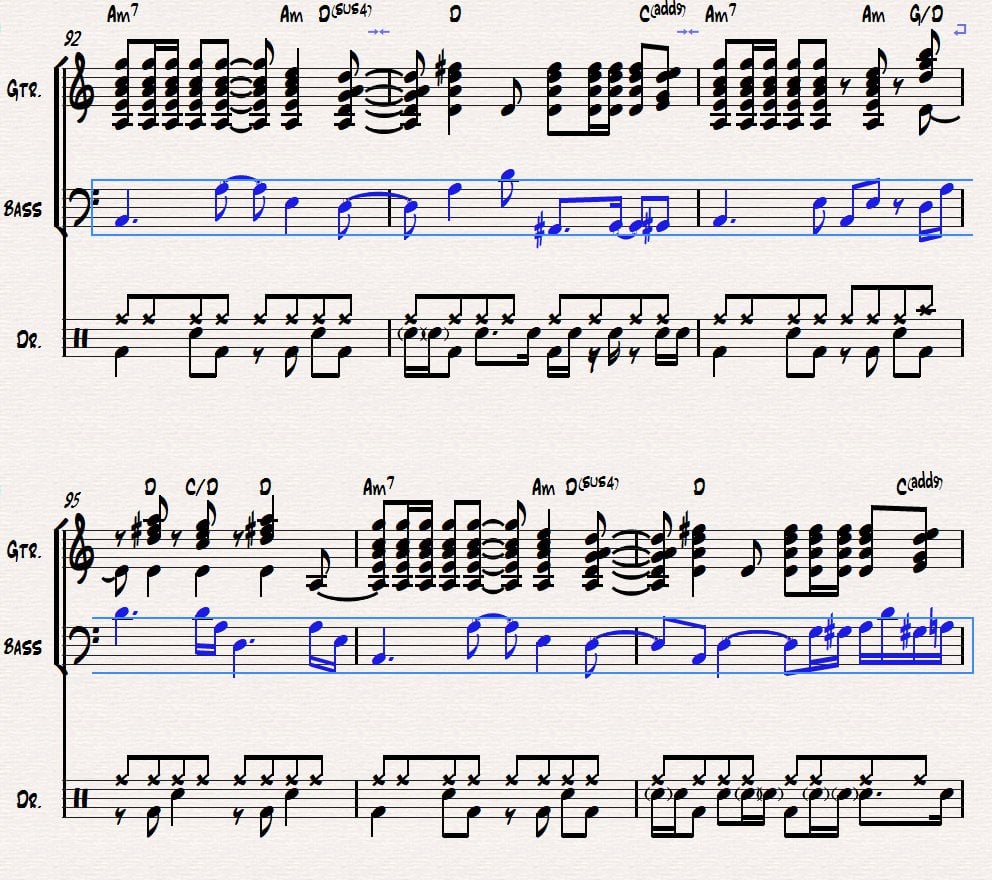 Am7 Am D(sus4) D C(add9) Am7 Am G/D
92
GTR.
BASS
DR.
D C/D D Am7 Am D(sus4) D C(add9)
95
GTR.
BASS
DR.